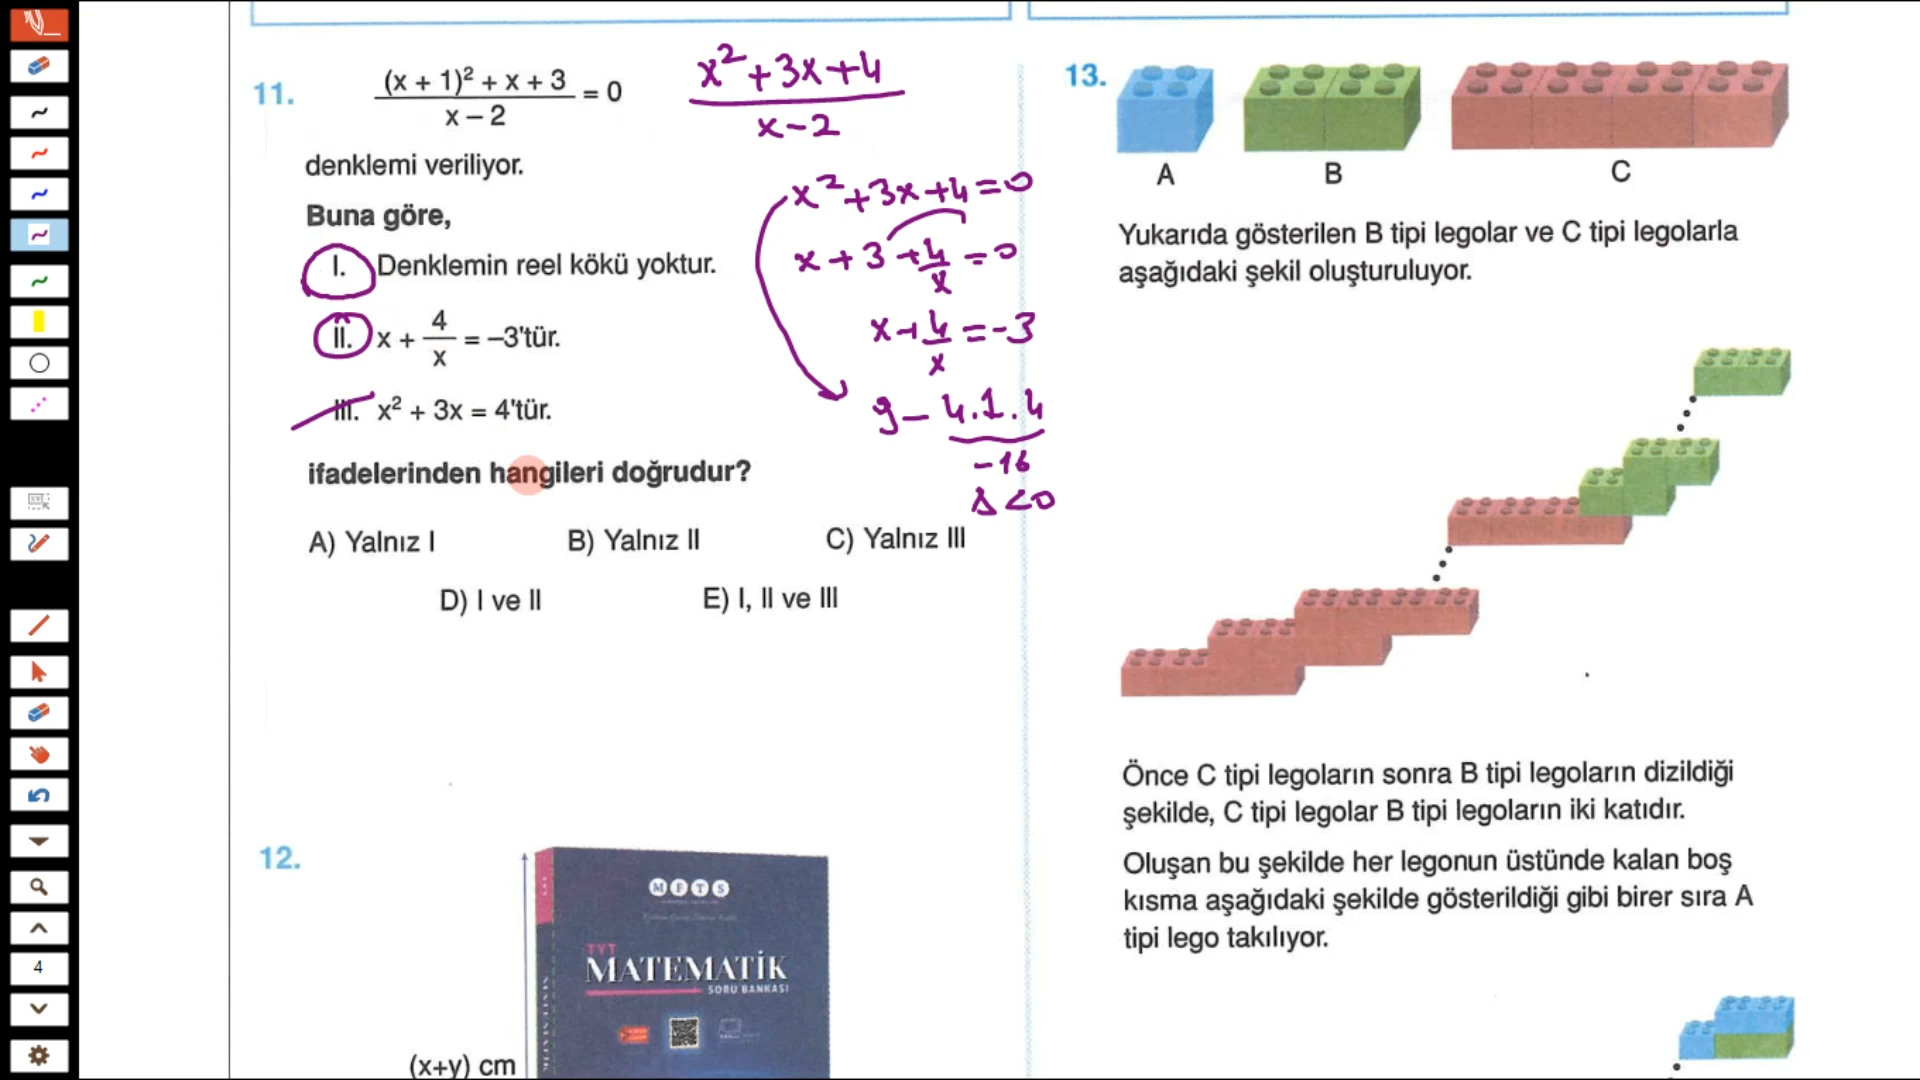 11. (x + 1)² + x + 3 / x – 2 = 0
x²+3x+4 / x-2
denklemi veriliyor.
x²+3x+4=0
Buna göre,
I. Denklemin reel kökü yoktur.
x+3+4/x=0
II. x + 4/x = –3'tür.
x+4/x=-3
III. x² + 3x = 4'tür.
9-4.1.4
-16
Δ<0
ifadelerinden hangileri doğrudur?
A) Yalnız I B) Yalnız II C) Yalnız III
D) I ve II E) I, II ve III
12.
MFTS
TYT
MATEMATİK
SORU BANKASI
(x+y) cm
13.
A B C
Yukarıda gösterilen B tipi legolar ve C tipi legolarla
aşağıdaki şekil oluşturuluyor.
Önce C tipi legoların sonra B tipi legoların dizildiği
şekilde, C tipi legolar B tipi legoların iki katıdır.
Oluşan bu şekilde her legonun üstünde kalan boş
kısma aşağıdaki şekilde gösterildiği gibi birer sıra A
tipi lego takılıyor.
4